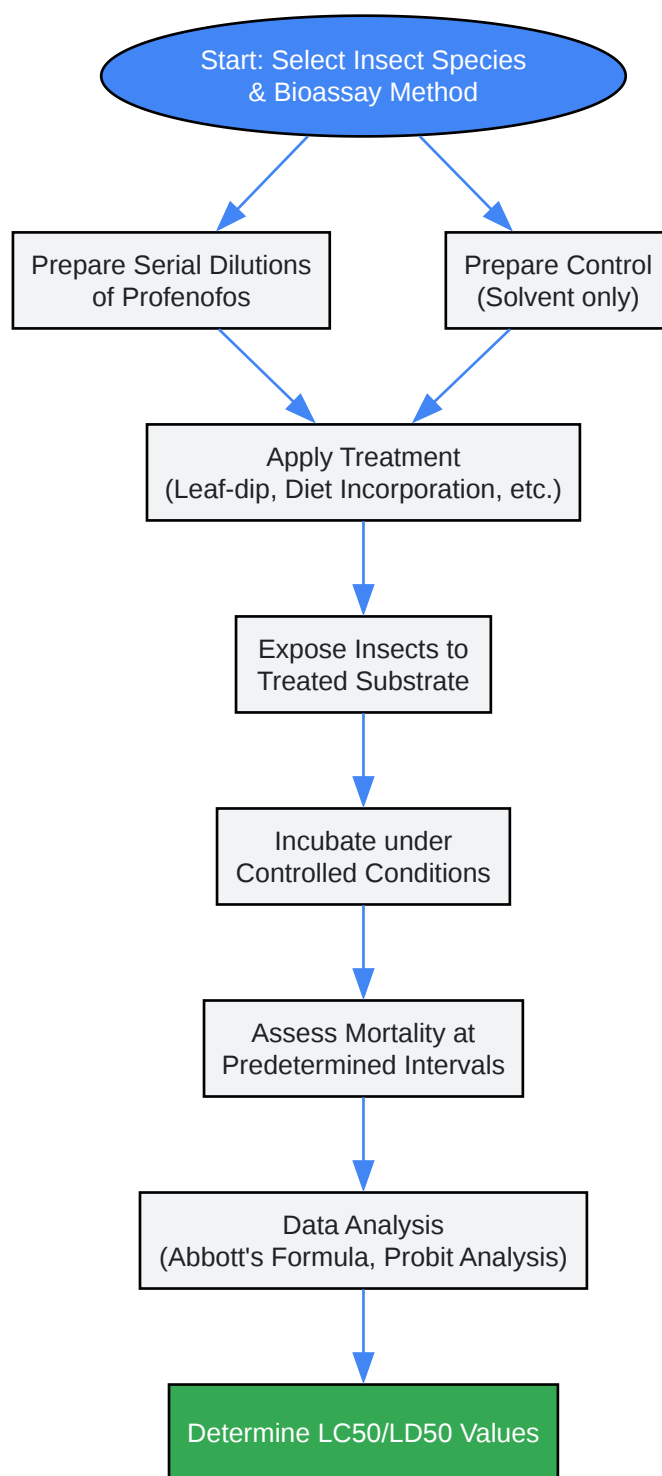 Start: Select Insect Species
& Bioassay Method
Prepare Serial Dilutions
of Profenofos
Prepare Control
(Solvent only)
Apply Treatment
(Leaf-dip, Diet Incorporation, etc.)
Expose Insects to
Treated Substrate
Incubate under
Controlled Conditions
Assess Mortality at
Predetermined Intervals
Data Analysis
(Abbott's Formula, Probit Analysis)
Determine LC50/LD50 Values